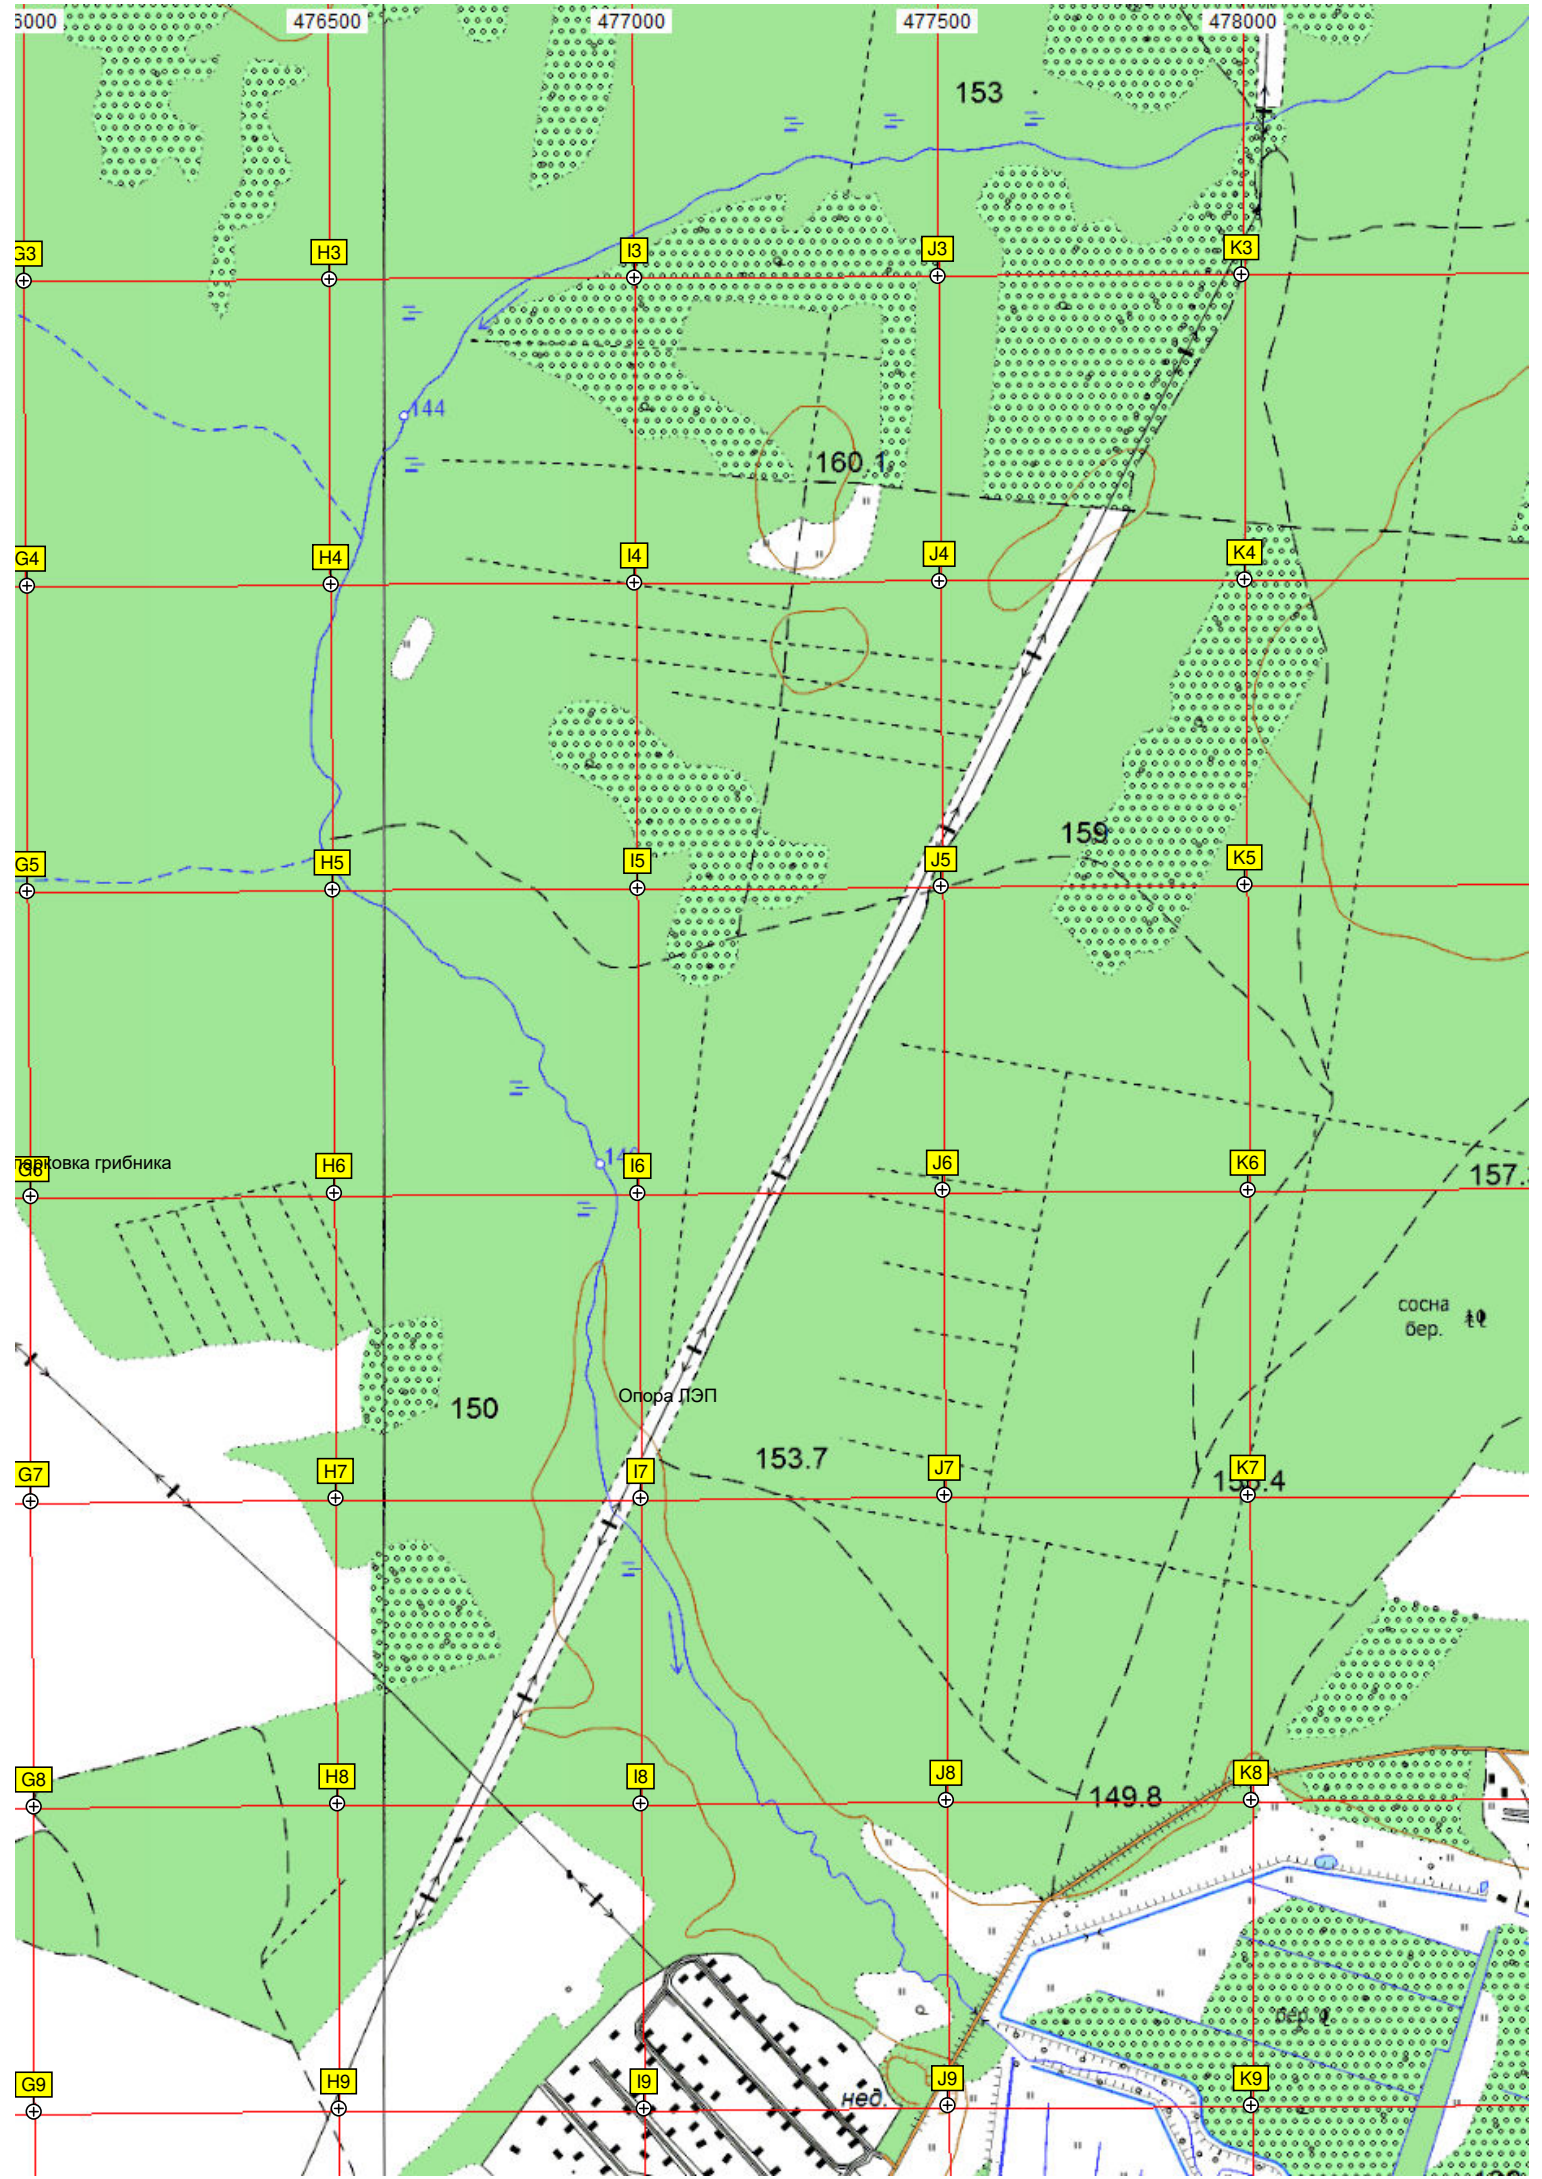 6000 476500 477000 477500 478000
153
G3 H3 I3 J3 K3
144
160.1
G4 H4 I4 J4 K4
159
G5 H5 I5 J5 K5
парковка грибника
G6 H6 I6 J6 K6
157.
сосна
бер.
Опора ЛЭП
150
153.7
G7 H7 I7 J7 K7
G8 H8 I8 J8 K8
149.8
бер.
нед.
G9 H9 I9 J9 K9